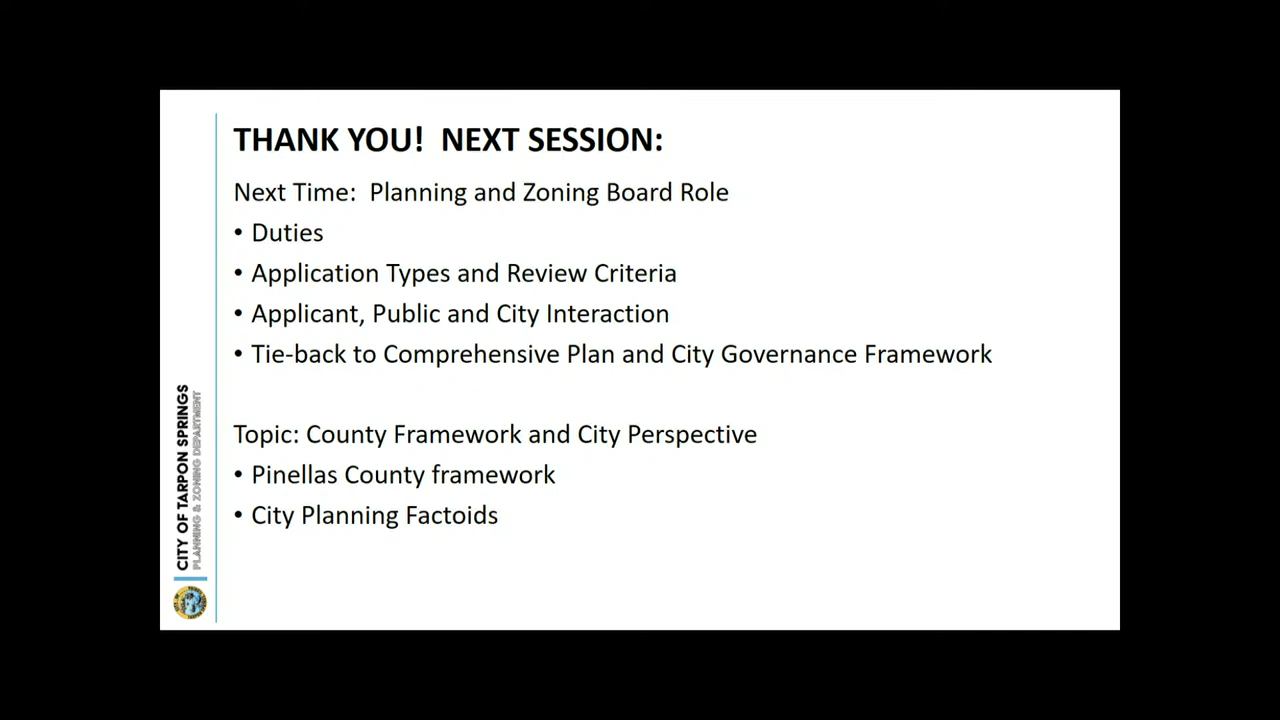 THANK YOU!  NEXT SESSION:
Next Time:  Planning and Zoning Board Role
• Duties
• Application Types and Review Criteria
• Applicant, Public and City Interaction
• Tie-back to Comprehensive Plan and City Governance Framework
Topic: County Framework and City Perspective
• Pinellas County framework
• City Planning Factoids
CITY OF TARPON SPRINGS
PLANNING & ZONING DEPARTMENT